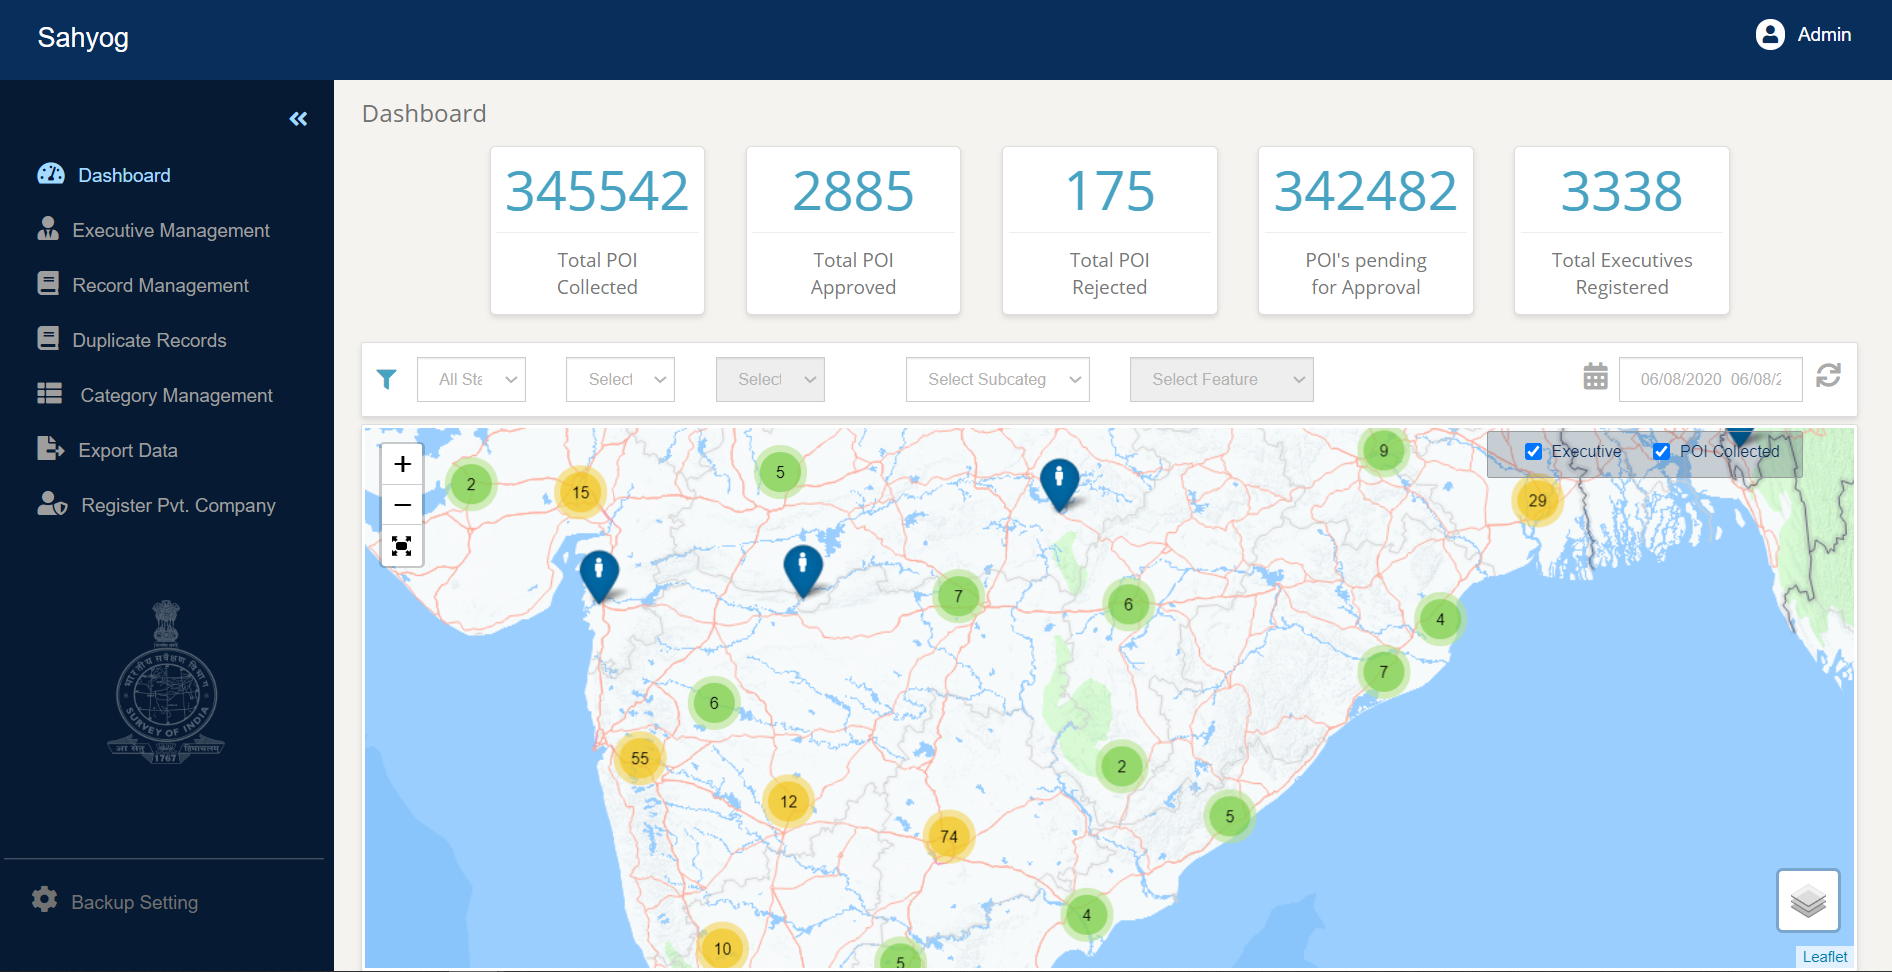 Sahyog
Admin
Dashboard
Executive Management
Record Management
Duplicate Records
Category Management
Export Data
Register Pvt. Company
भारतीय सर्वेक्षण विभाग
SURVEY OF INDIA
आ सेतु हिमाचलम्
1767
Backup Setting
Dashboard
345542
Total POI
Collected
2885
Total POI
Approved
175
Total POI
Rejected
342482
POI's pending
for Approval
3338
Total Executives
Registered
All Sta
Select
Select
Select Subcateg
Select Feature
06/08/2020 06/08/2
+
−
Executive
POI Collected
2
15
5
9
29
7
6
4
7
6
55
12
2
5
74
4
10
5
Leaflet